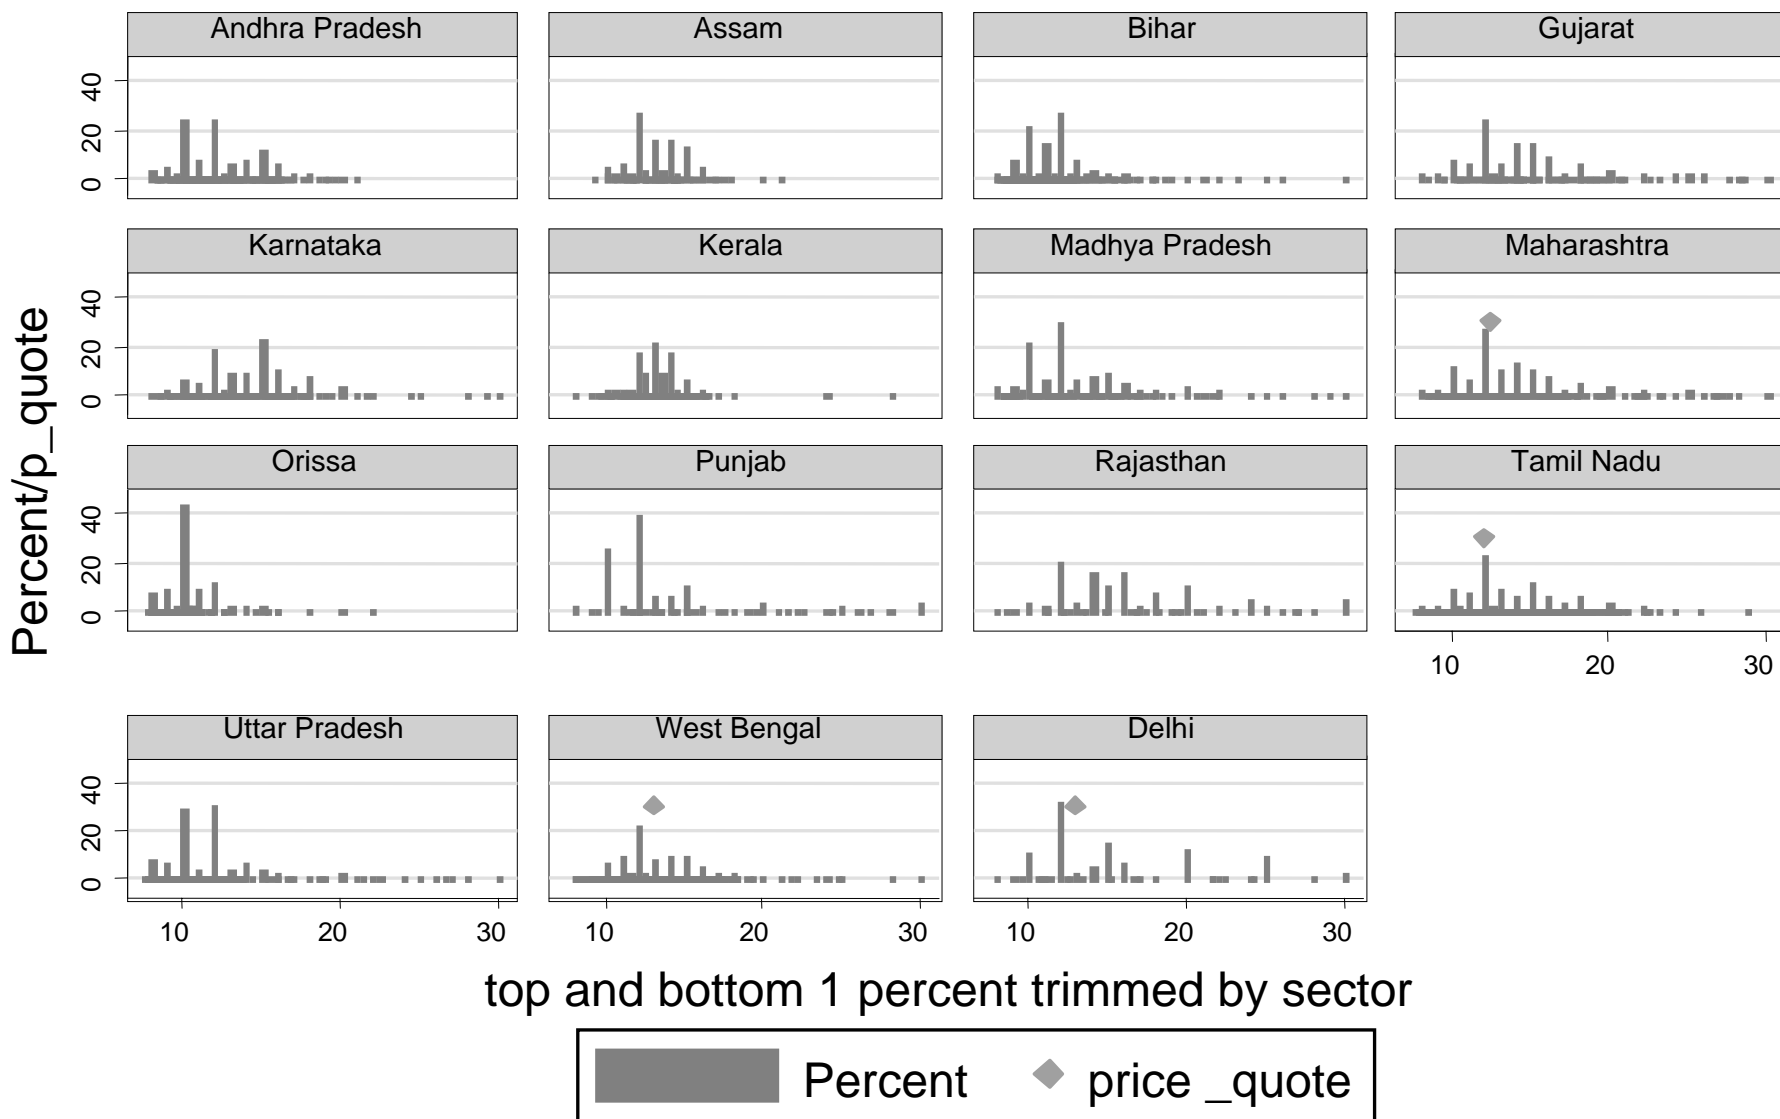 Andhra Pradesh Assam Bihar Gujarat
40
20
0
Karnataka Kerala Madhya Pradesh Maharashtra
40
20
0
Orissa Punjab Rajasthan Tamil Nadu
40
20
0
10 20 30
Uttar Pradesh West Bengal Delhi
40
20
0
10 20 30 10 20 30 10 20 30
Percent/p_quote
top and bottom 1 percent trimmed by sector
Percent price _quote